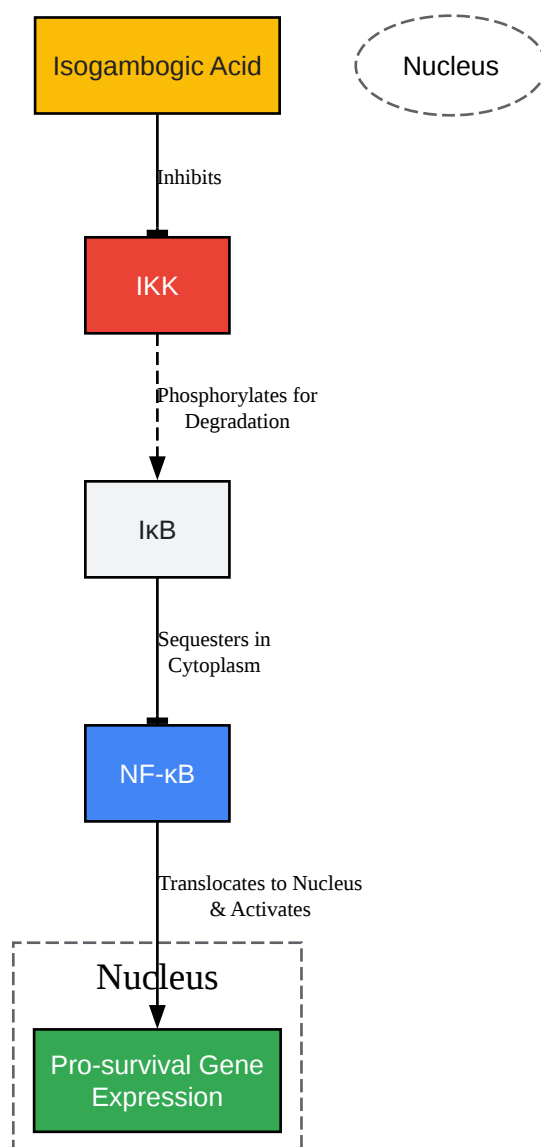 Isogambogic Acid
Nucleus
Inhibits
IKK
Phosphorylates for
Degradation
IκB
Sequesters in
Cytoplasm
NF-κB
Translocates to Nucleus
& Activates
Nucleus
Pro-survival Gene
Expression